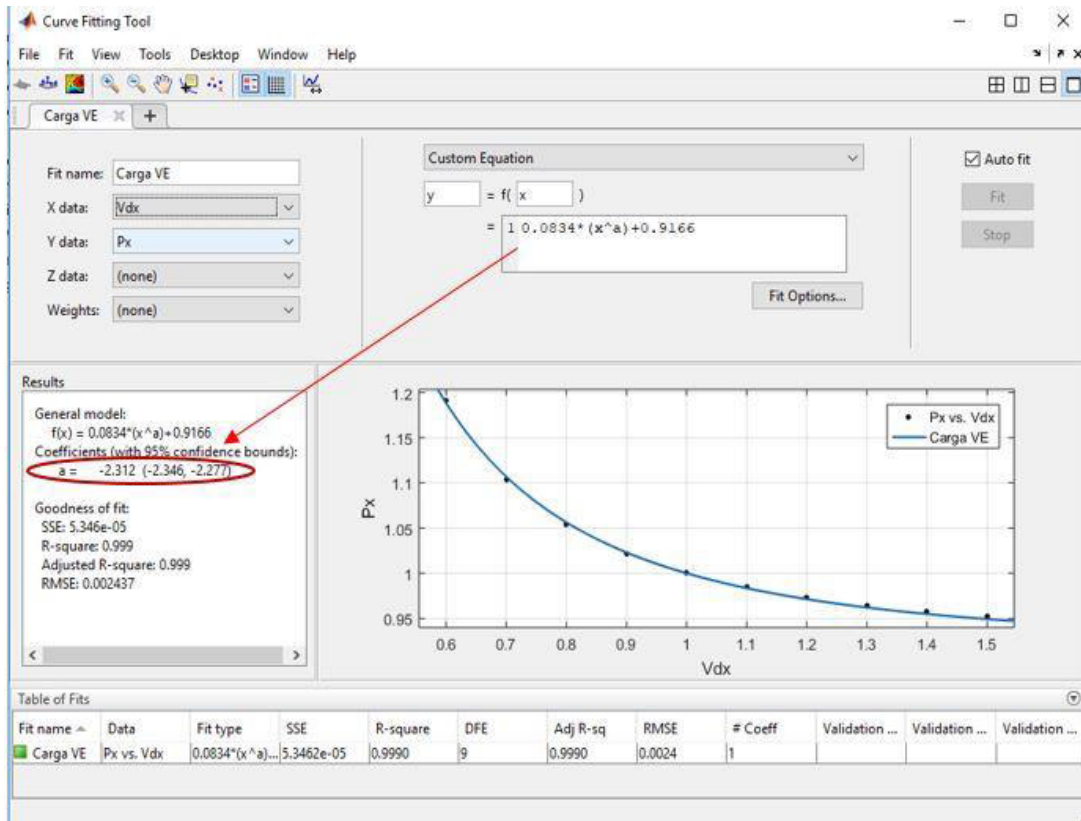 Curve Fitting Tool
File Fit View Tools Desktop Window Help
Carga VE
Fit name: Carga VE
X data: Vdx
Y data: Px
Z data: (none)
Weights: (none)
Custom Equation
y = f( x )
= 1 0.0834*(x^a)+0.9166
Fit Options...
Auto fit
Fit
Stop
Results
General model:
f(x) = 0.0834*(x^a)+0.9166
Coefficients (with 95% confidence bounds):
a = -2.312 (-2.346, -2.277)
Goodness of fit:
SSE: 5.346e-05
R-square: 0.999
Adjusted R-square: 0.999
RMSE: 0.002437
Px vs. Vdx
Carga VE
1.2
1.15
1.1
1.05
1
0.95
Px
0.6 0.7 0.8 0.9 1 1.1 1.2 1.3 1.4 1.5
Vdx
Table of Fits
Fit name Data Fit type SSE R-square DFE Adj R-sq RMSE # Coeff Validation ... Validation ... Validation ...
Carga VE Px vs. Vdx 0.0834*(x^a)... 5.3462e-05 0.9990 9 0.9990 0.0024 1